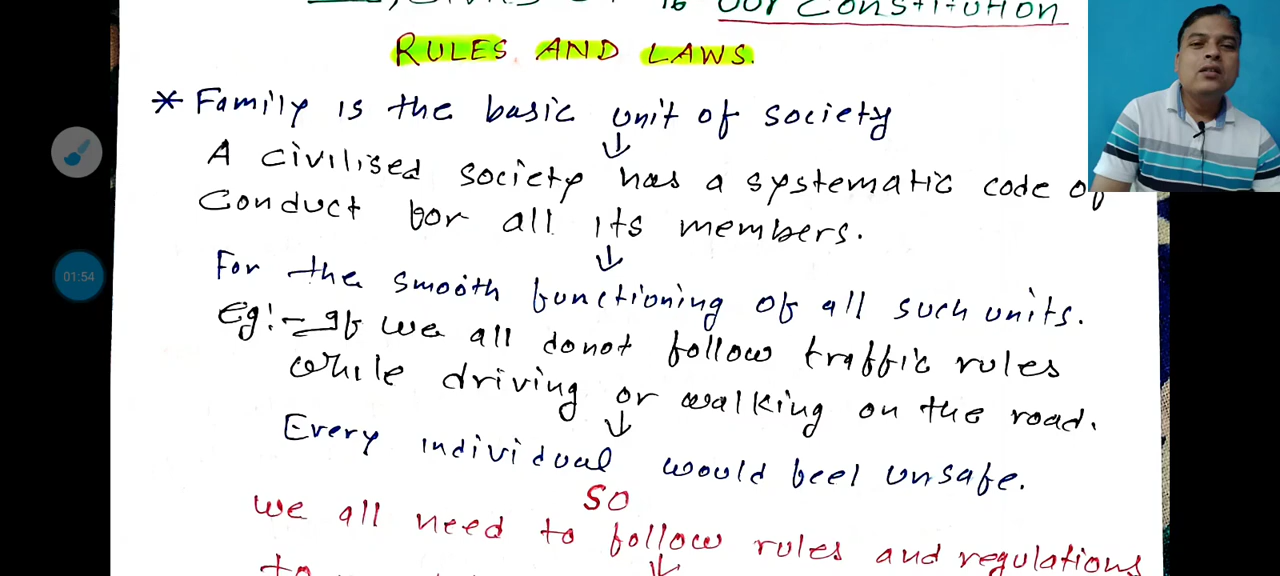 Our Constitution
RULES AND LAWS.
* Family is the basic unit of society
↓
A civilised society has a systematic code of
Conduct for all its members.
↓
For the smooth functioning of all such units.
Eg:- If we all donot follow traffic rules
while driving or walking on the road.
↓
Every individual would feel unsafe.
SO
we all need to follow rules and regulations
↓
to
01:54